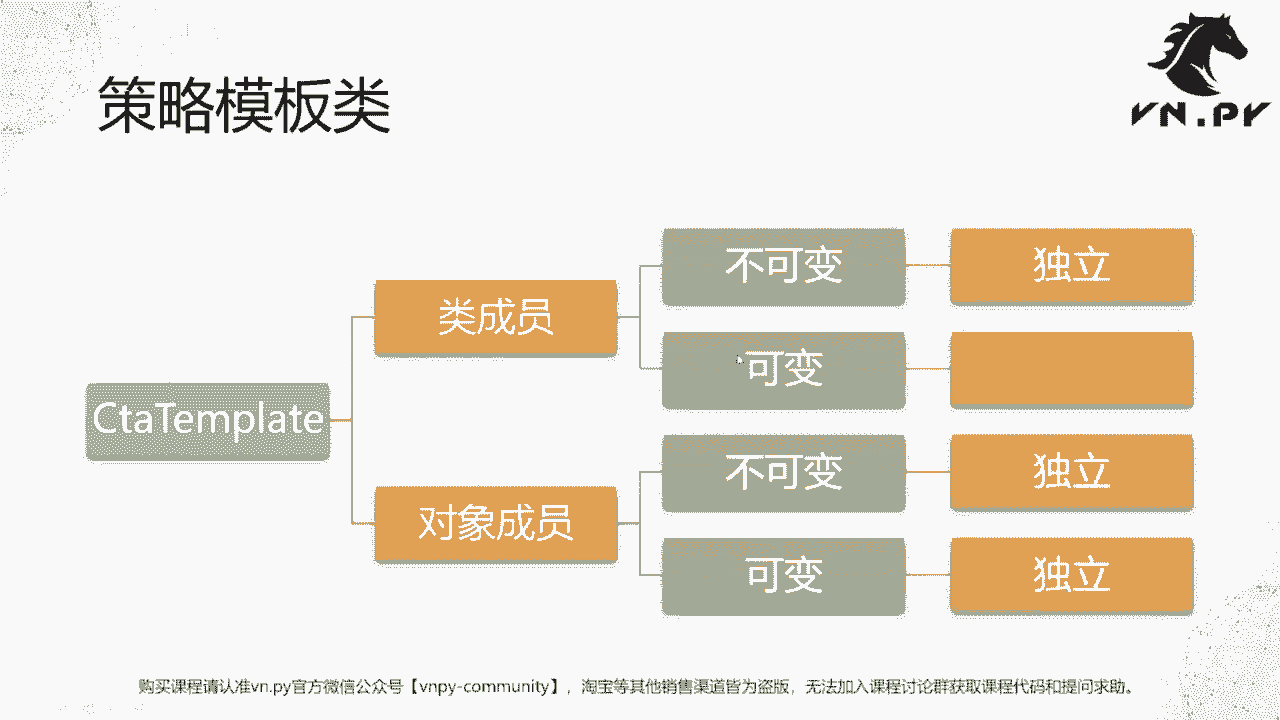 策略模板类
VN.PY
CtaTemplate
类成员
不可变
独立
可变
对象成员
不可变
独立
可变
独立
购买课程请认准vn.py官方微信公众号【vnpy-community】，淘宝等其他销售渠道皆为盗版，无法加入课程讨论群获取课程代码和提问求助。